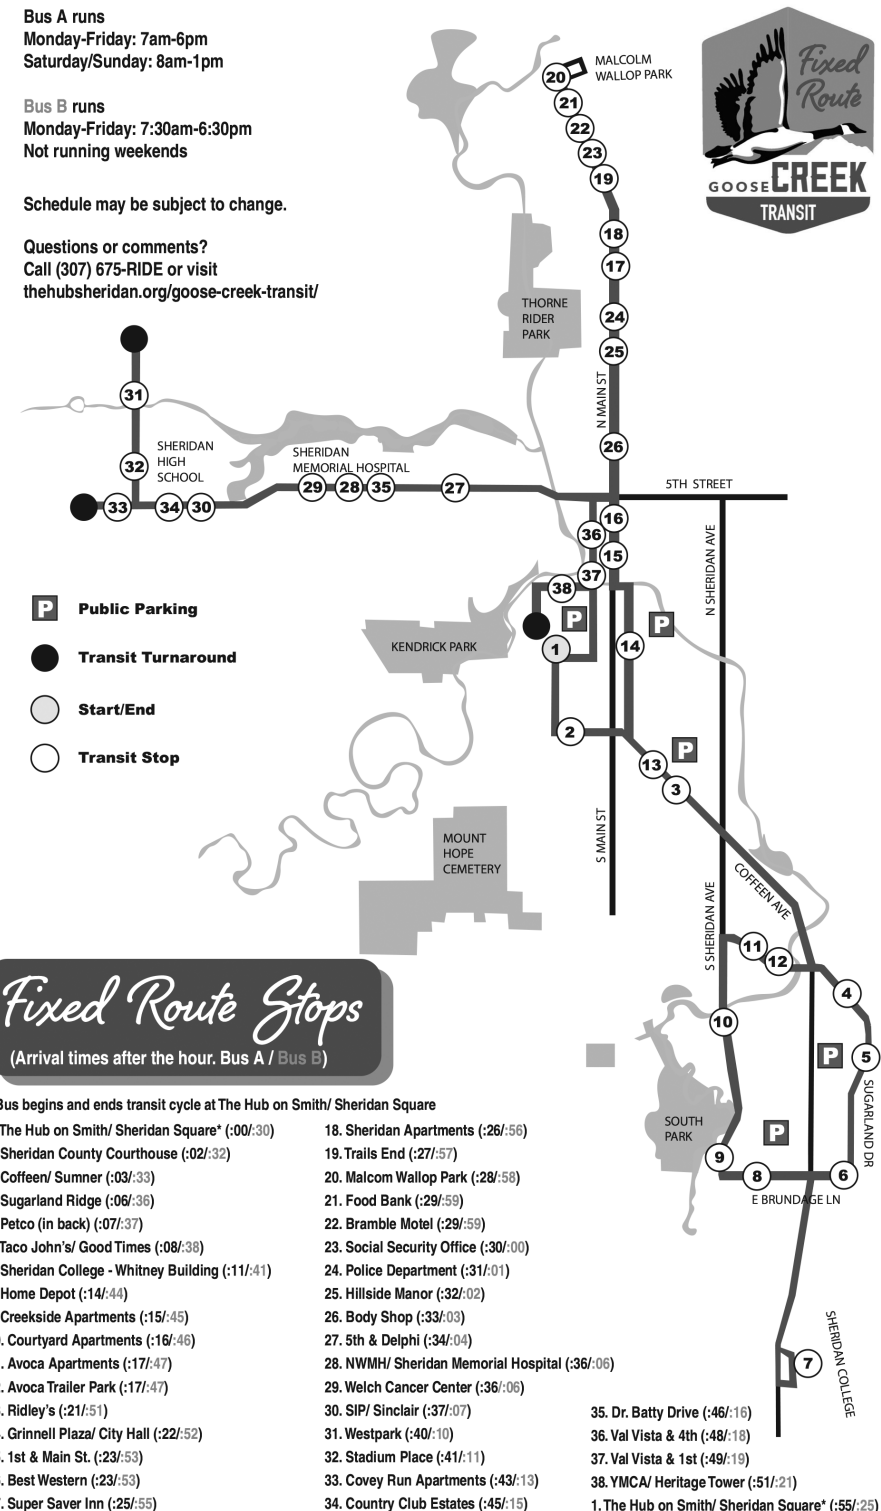 Bus A runs
Monday-Friday: 7am-6pm
Saturday/Sunday: 8am-1pm
Bus B runs
Monday-Friday: 7:30am-6:30pm
Not running weekends
Schedule may be subject to change.
Questions or comments?
Call (307) 675-RIDE or visit
thehubsheridan.org/goose-creek-transit/
Fixed
Route
GOOSE CREEK
TRANSIT
MALCOLM
WALLOP PARK
20
21
22
23
19
18
17
THORNE
RIDER
PARK
24
25
N MAIN ST
26
31
32
SHERIDAN
HIGH
SCHOOL
SHERIDAN
MEMORIAL HOSPITAL
33
34
30
29
28
35
27
5TH STREET
16
36
15
37
38
N SHERIDAN AVE
P Public Parking
Transit Turnaround
Start/End
Transit Stop
P
P
KENDRICK PARK
1
14
2
13
P
3
MOUNT
HOPE
CEMETERY
S MAIN ST
COFFEEN AVE
S SHERIDAN AVE
11
12
4
10
P
5
SUGARLAND DR
SOUTH
PARK
P
9
8
6
E BRUNDAGE LN
7
SHERIDAN COLLEGE
Fixed Route Stops
(Arrival times after the hour. Bus A / Bus B)
Bus begins and ends transit cycle at The Hub on Smith/ Sheridan Square
The Hub on Smith/ Sheridan Square* (:00/:30)
Sheridan County Courthouse (:02/:32)
Coffeen/ Sumner (:03/:33)
Sugarland Ridge (:06/:36)
Petco (in back) (:07/:37)
Taco John's/ Good Times (:08/:38)
Sheridan College - Whitney Building (:11/:41)
Home Depot (:14/:44)
Creekside Apartments (:15/:45)
. Courtyard Apartments (:16/:46)
. Avoca Apartments (:17/:47)
. Avoca Trailer Park (:17/:47)
. Ridley's (:21/:51)
. Grinnell Plaza/ City Hall (:22/:52)
. 1st & Main St. (:23/:53)
. Best Western (:23/:53)
. Super Saver Inn (:25/:55)
18. Sheridan Apartments (:26/:56)
19. Trails End (:27/:57)
20. Malcom Wallop Park (:28/:58)
21. Food Bank (:29/:59)
22. Bramble Motel (:29/:59)
23. Social Security Office (:30/:00)
24. Police Department (:31/:01)
25. Hillside Manor (:32/:02)
26. Body Shop (:33/:03)
27. 5th & Delphi (:34/:04)
28. NWMH/ Sheridan Memorial Hospital (:36/:06)
29. Welch Cancer Center (:36/:06)
30. SIP/ Sinclair (:37/:07)
31. Westpark (:40/:10)
32. Stadium Place (:41/:11)
33. Covey Run Apartments (:43/:13)
34. Country Club Estates (:45/:15)
35. Dr. Batty Drive (:46/:16)
36. Val Vista & 4th (:48/:18)
37. Val Vista & 1st (:49/:19)
38. YMCA/ Heritage Tower (:51/:21)
1. The Hub on Smith/ Sheridan Square* (:55/:25)